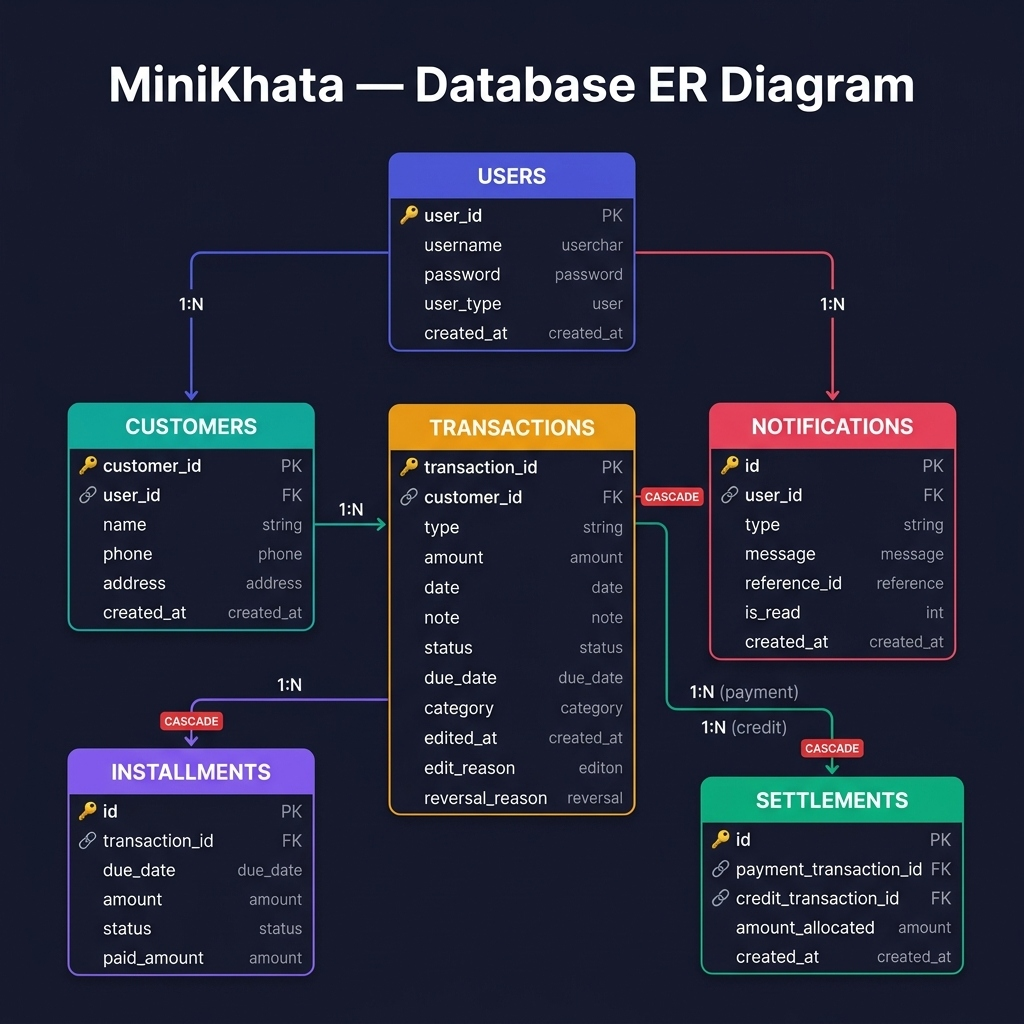 MiniKhata — Database ER Diagram
USERS
user_id PK
username userchar
password password
user_type user
created_at created_at
1:N
1:N
CUSTOMERS
customer_id PK
user_id FK
name string
phone phone
address address
created_at created_at
1:N
TRANSACTIONS
transaction_id PK
customer_id FK
type string
amount amount
date date
note note
status status
due_date due_date
category category
edited_at created_at
edit_reason editon
reversal_reason reversal
CASCADE
NOTIFICATIONS
id PK
user_id FK
type string
message message
reference_id reference
is_read int
created_at created_at
1:N
CASCADE
INSTALLMENTS
id PK
transaction_id FK
due_date due_date
amount amount
status status
paid_amount amount
1:N (payment)
1:N (credit)
CASCADE
SETTLEMENTS
id PK
payment_transaction_id FK
credit_transaction_id FK
amount_allocated amount
created_at created_at